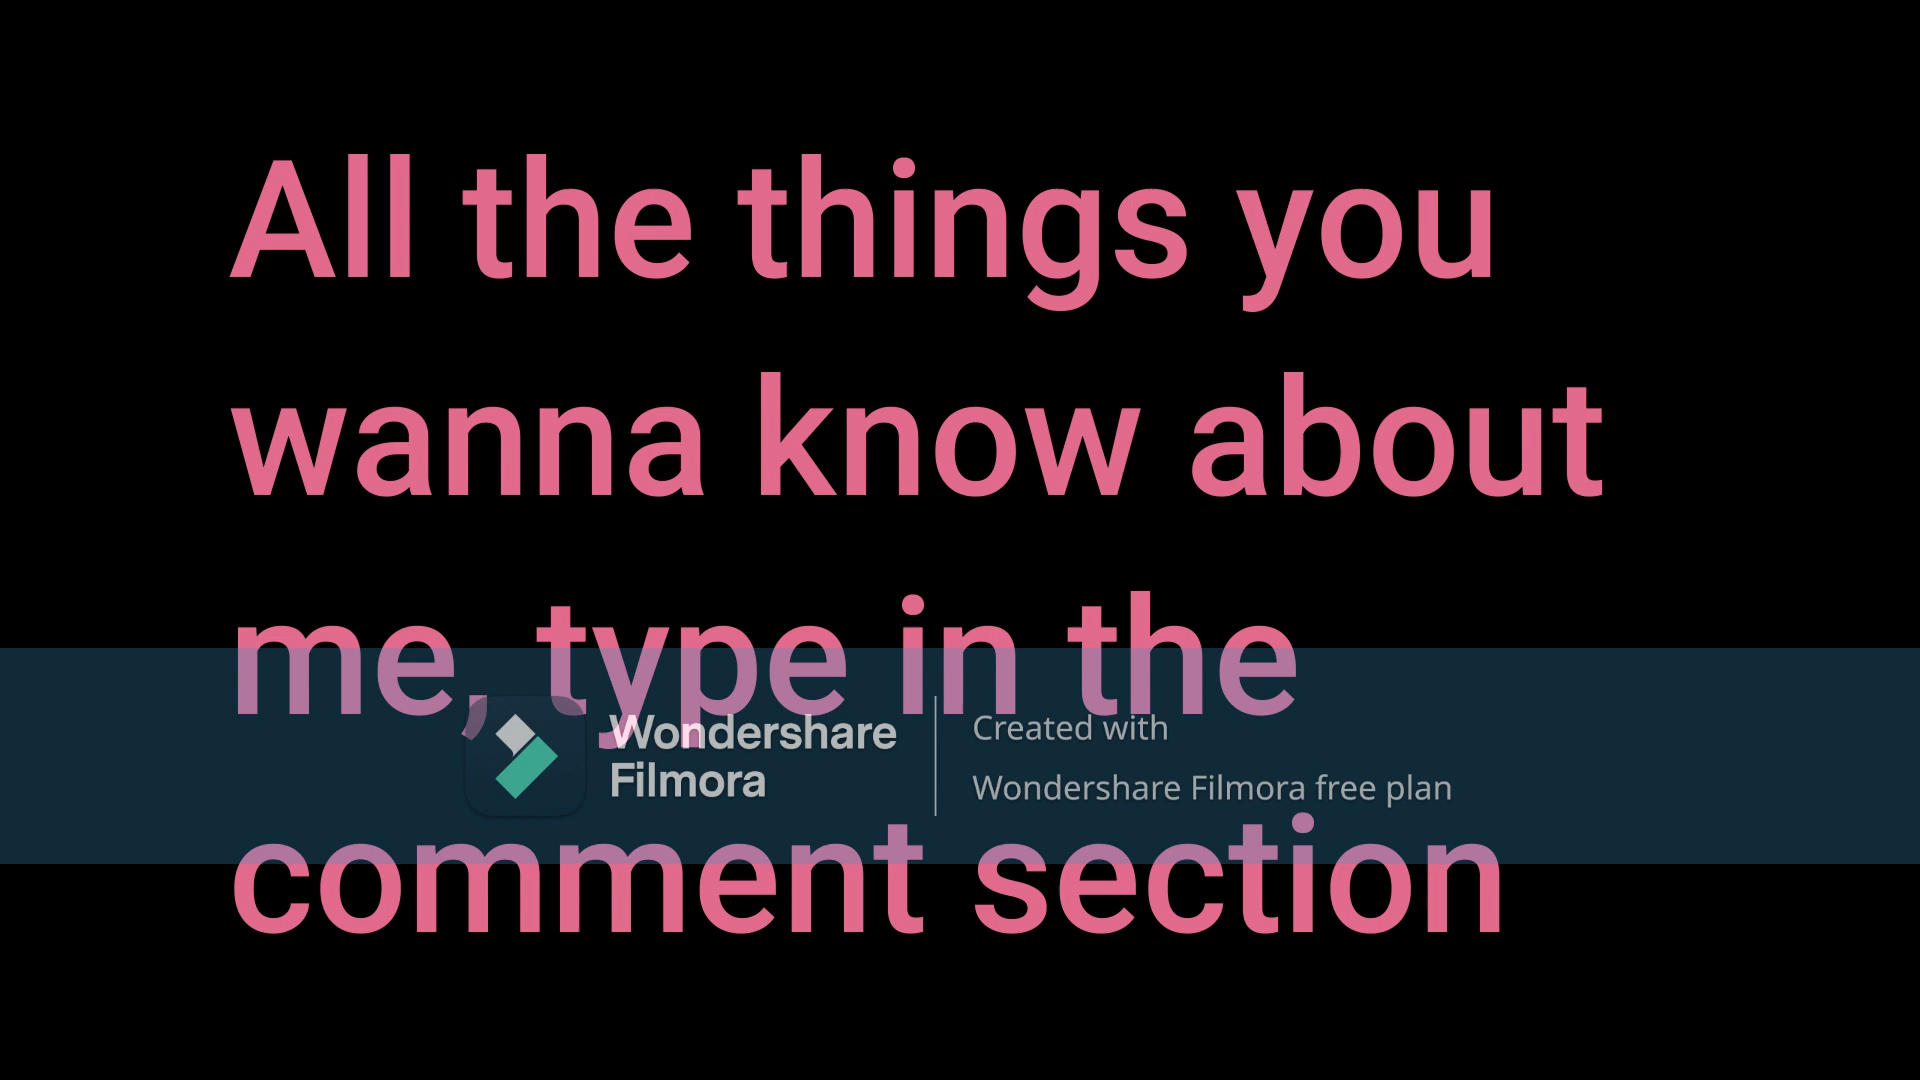 All the things you
wanna know about
me, type in the
Wondershare
Filmora
Created with
Wondershare Filmora free plan
comment section